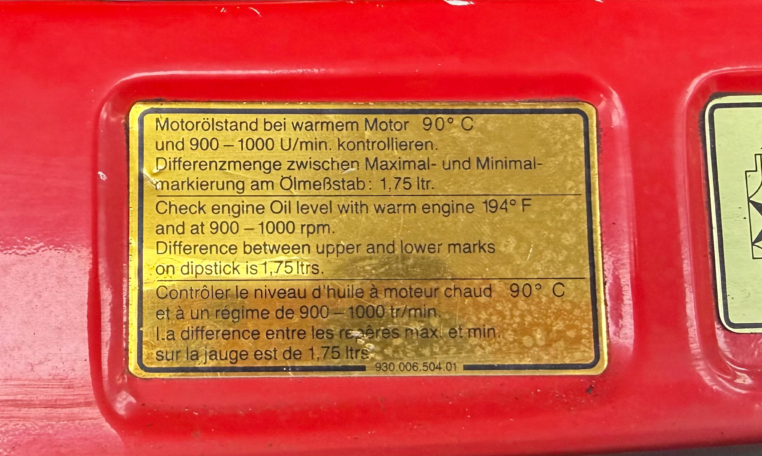 Motorölstand bei warmem Motor 90° C
und 900 – 1000 U/min. kontrollieren.
Differenzmenge zwischen Maximal- und Minimal-
markierung am Ölmeßstab: 1,75 ltr.
Check engine Oil level with warm engine 194° F
and at 900 – 1000 rpm.
Difference between upper and lower marks
on dipstick is 1,75 ltrs.
Contrôler le niveau d'huile à moteur chaud 90° C
et à un régime de 900 – 1000 tr/min.
La difference entre les repères max. et min.
sur la jauge est de 1,75 ltrs.
930.006.504.01